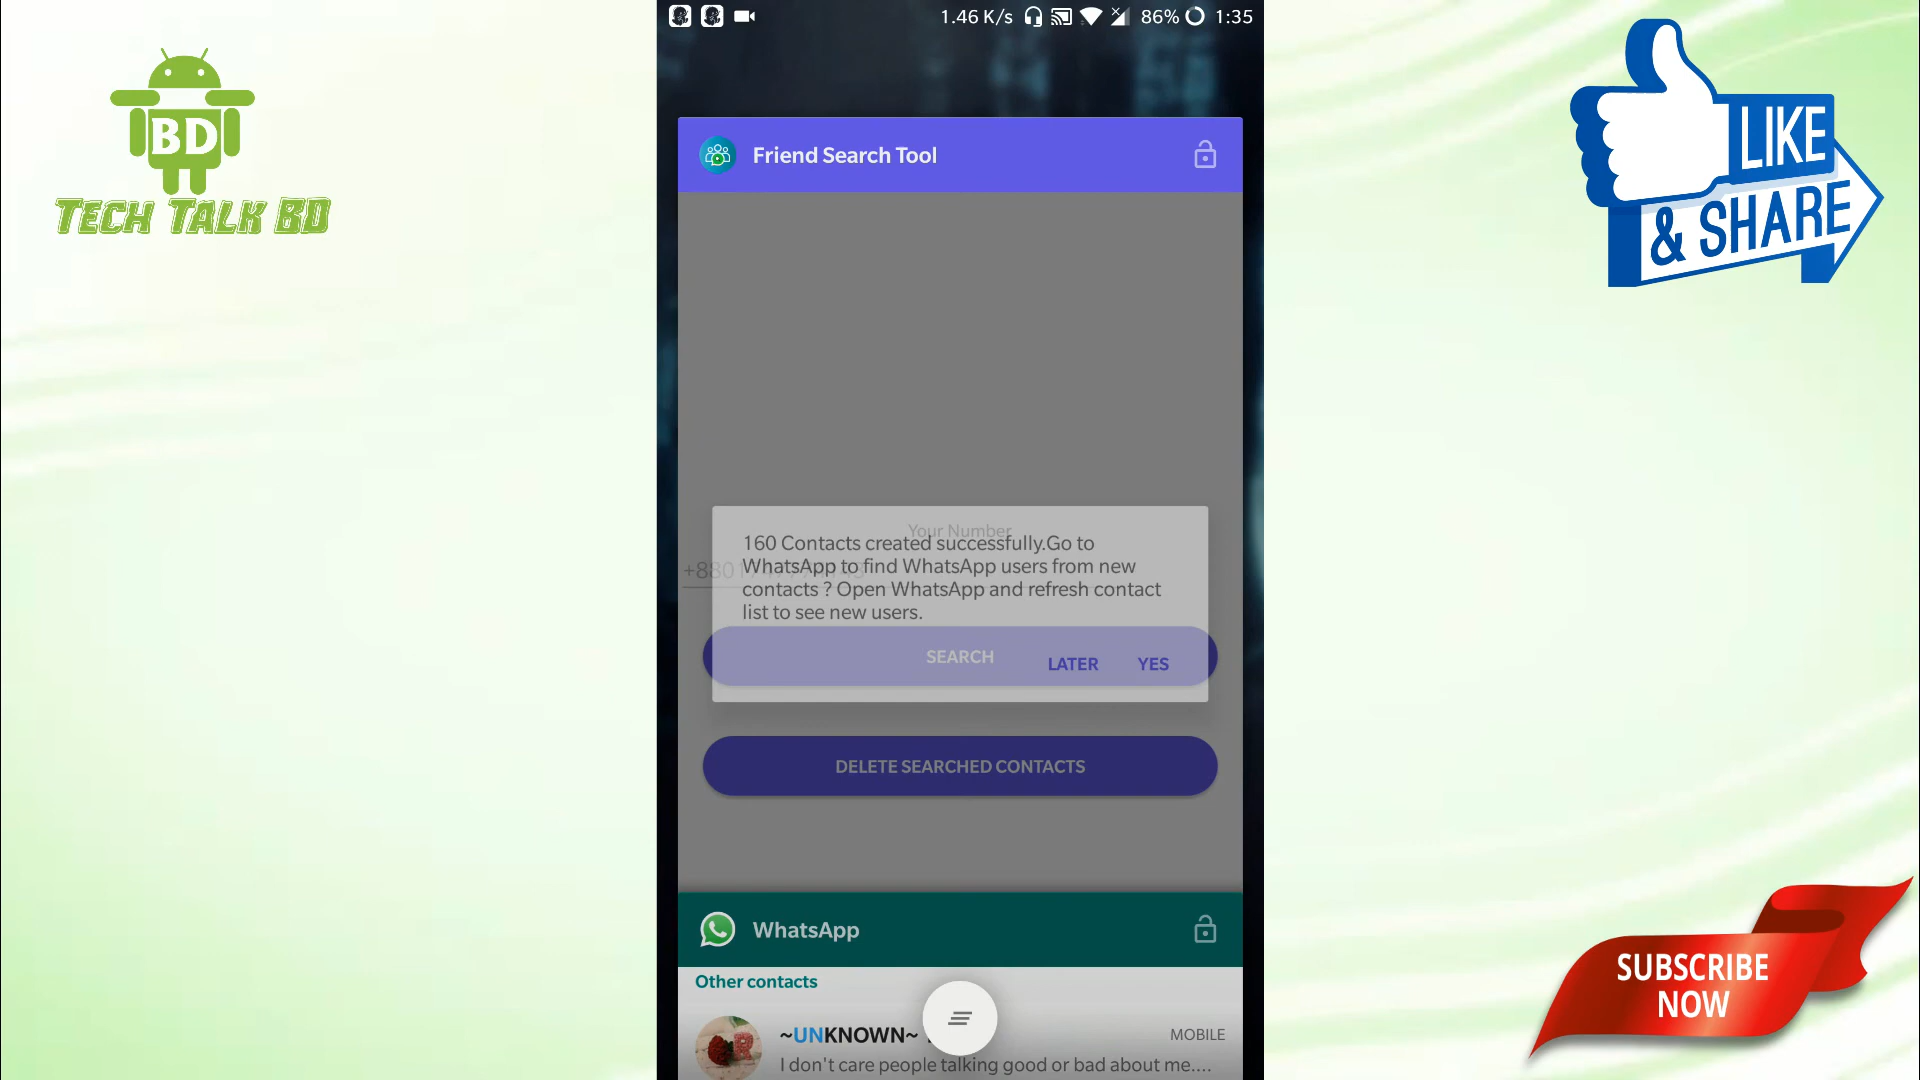 1.46 K/s 86% 1:35
BD
TECH TALK BD
LIKE
& SHARE
Friend Search Tool
Your Number
160 Contacts created successfully.Go to
WhatsApp to find WhatsApp users from new
contacts ? Open WhatsApp and refresh contact
list to see new users.
SEARCH
LATER YES
DELETE SEARCHED CONTACTS
WhatsApp
Other contacts
~UNKNOWN~
MOBILE
I don't care people talking good or bad about me....
SUBSCRIBE
NOW